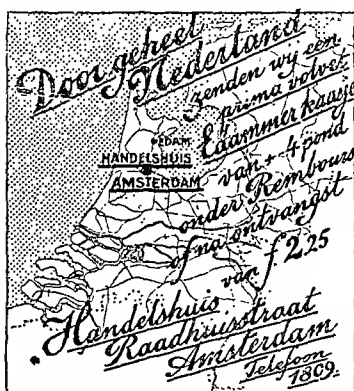 Door geheel
Nederland
zenden wij een
prima volvet
Edammer kaasje
EDAM
HANDELSHUIS
van ± 4 pond
AMSTERDAM
onder Rembours
of na ontvangst
van f 2.25
Handelshuis
Raadhuisstraat
Amsterdam
Telefoon
1809.